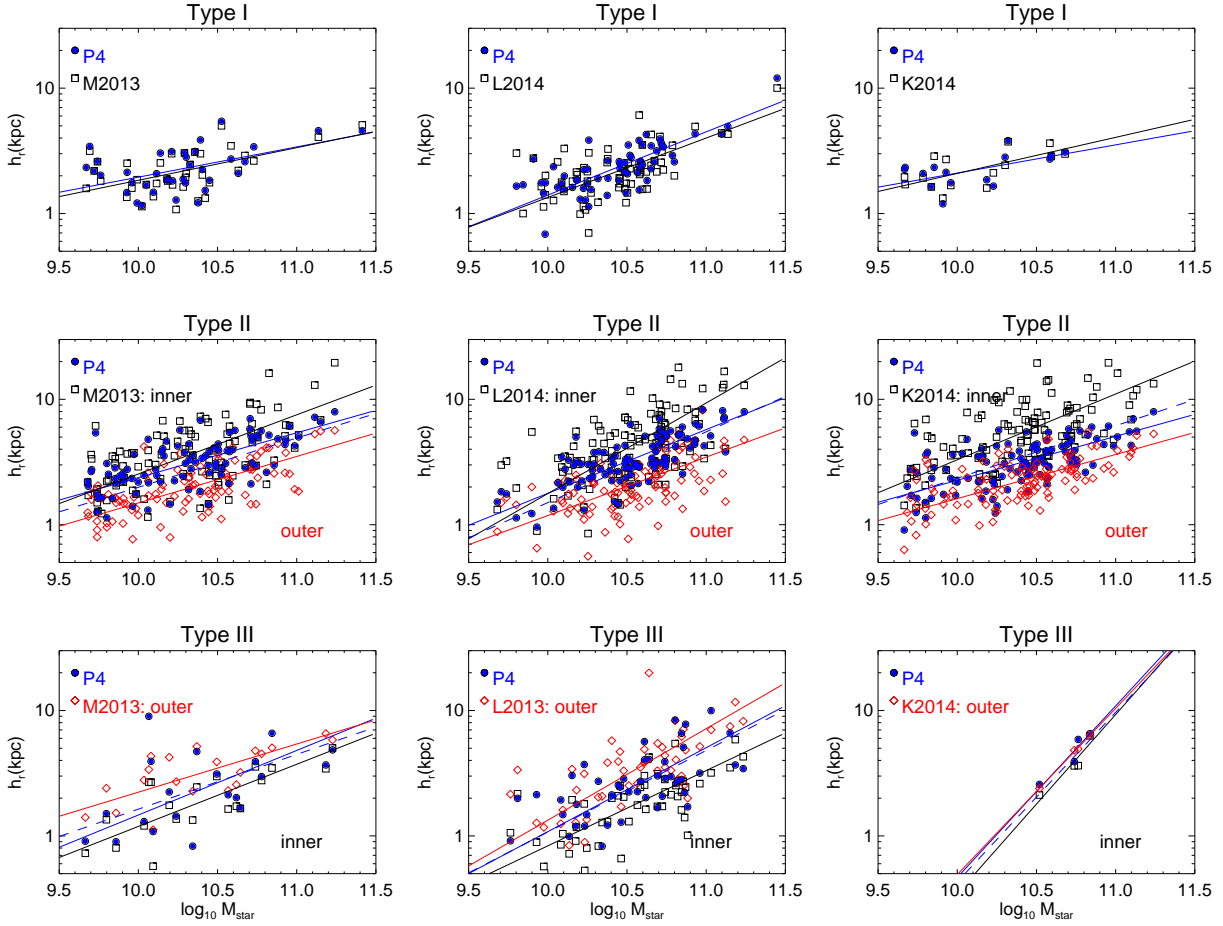 Type I
Type I
Type I
P4
M2013
P4
L2014
P4
K2014
10
1
h_r(kpc)
9.5 10.0 10.5 11.0 11.5
10
1
h_r(kpc)
9.5 10.0 10.5 11.0 11.5
10
1
h_r(kpc)
9.5 10.0 10.5 11.0 11.5
Type II
Type II
Type II
P4
M2013: inner
outer
P4
L2014: inner
outer
P4
K2014: inner
outer
10
1
h_r(kpc)
9.5 10.0 10.5 11.0 11.5
10
1
h_r(kpc)
9.5 10.0 10.5 11.0 11.5
10
1
h_r(kpc)
9.5 10.0 10.5 11.0 11.5
Type III
Type III
Type III
P4
M2013: outer
inner
P4
L2013: outer
inner
P4
K2014: outer
inner
10
1
h_r(kpc)
9.5 10.0 10.5 11.0 11.5
log₁₀ M_star
10
1
h_r(kpc)
9.5 10.0 10.5 11.0 11.5
log₁₀ M_star
10
1
h_r(kpc)
9.5 10.0 10.5 11.0 11.5
log₁₀ M_star